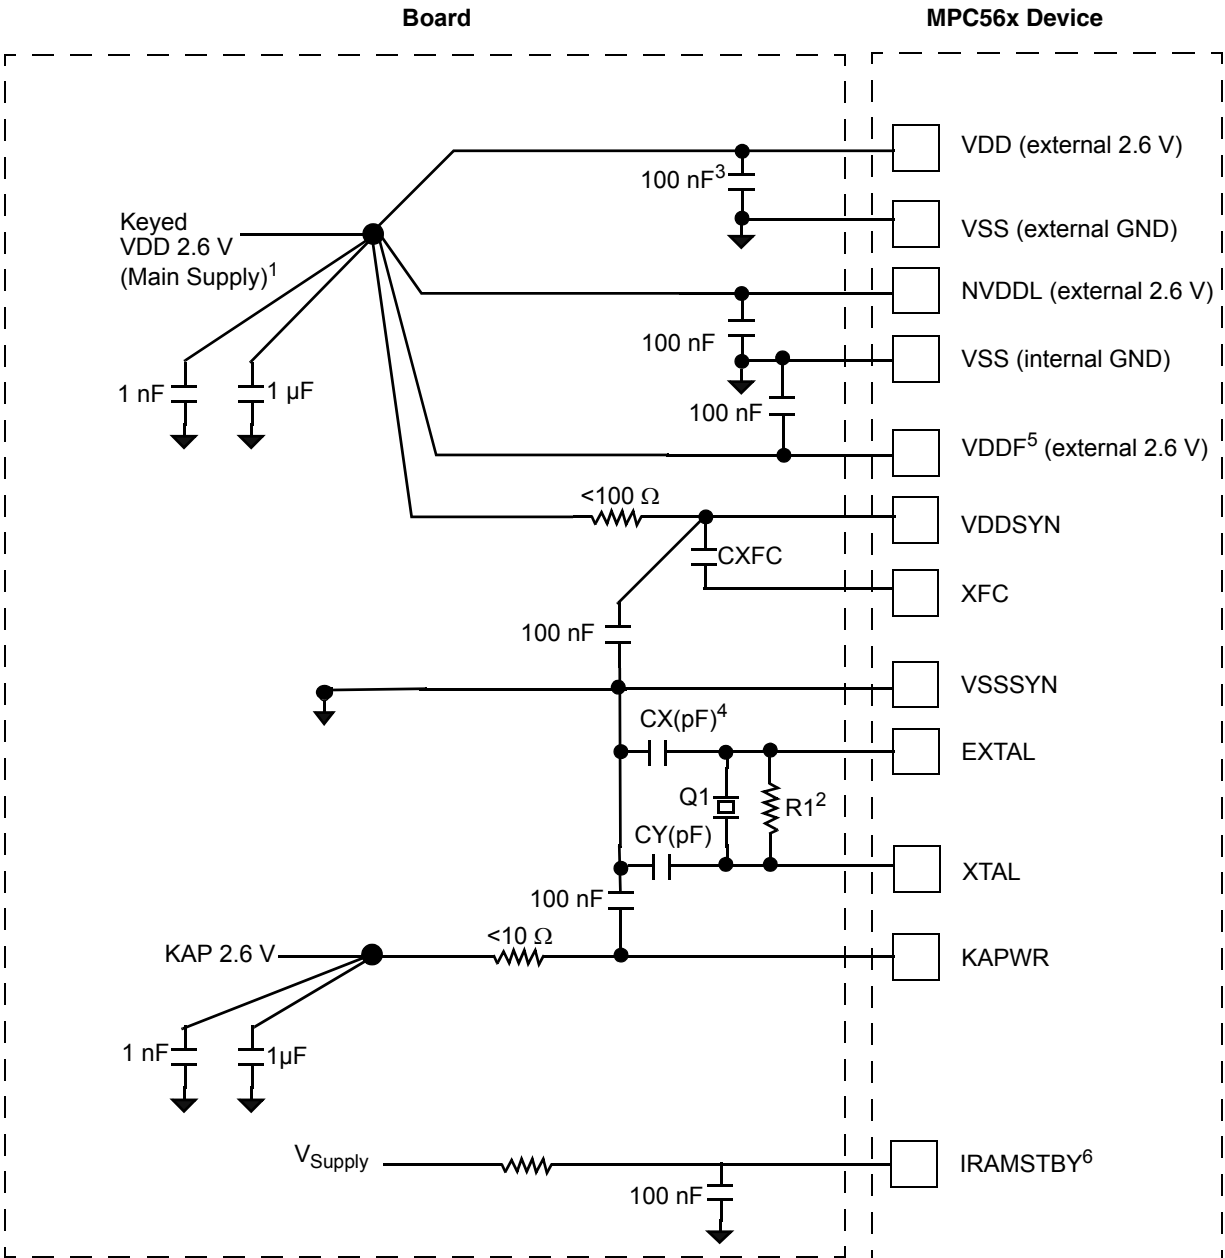 Board
MPC56x Device
VDD (external 2.6 V)
100 nF3
Keyed
VDD 2.6 V
(Main Supply)1
VSS (external GND)
NVDDL (external 2.6 V)
100 nF
VSS (internal GND)
1 nF
1 µF
100 nF
VDDF5 (external 2.6 V)
<100 Ω
VDDSYN
CXFC
XFC
100 nF
VSSSYN
CX(pF)4
EXTAL
Q1
R12
CY(pF)
XTAL
100 nF
<10 Ω
KAP 2.6 V
KAPWR
1 nF
1µF
VSupply
IRAMSTBY6
100 nF